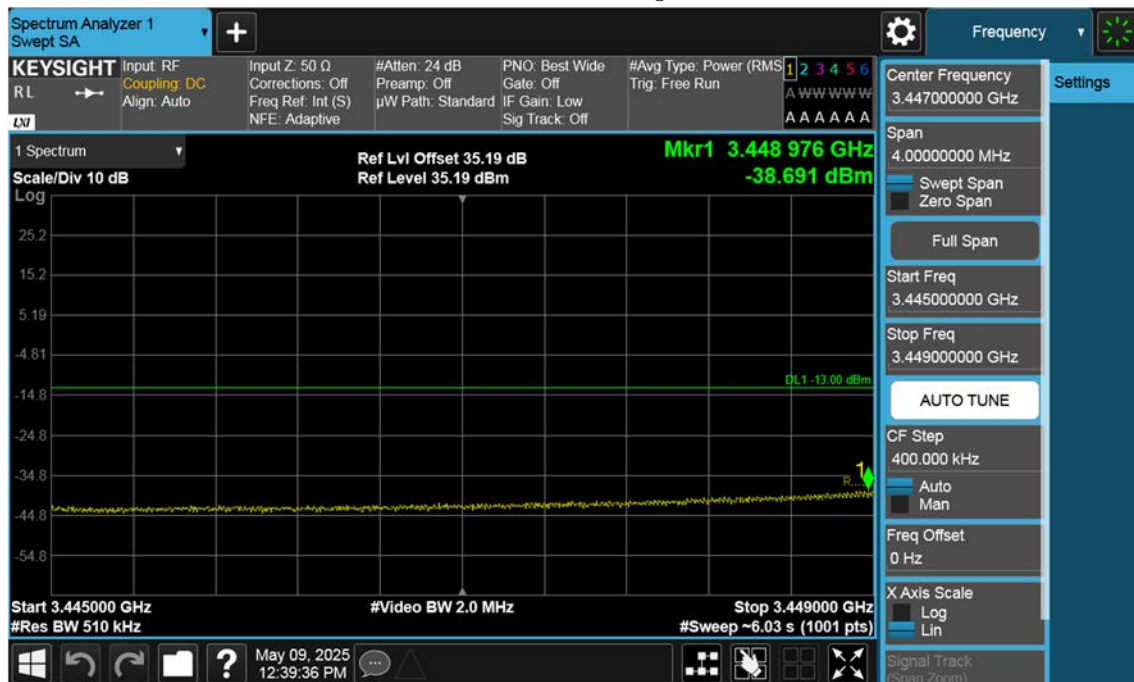 Spectrum Analyzer 1
Swept SA
Frequency
KEYSIGHT
RL
LXI
Input: RF
Coupling: DC
Align: Auto
Input Z: 50 Ω
Corrections: Off
Freq Ref: Int (S)
NFE: Adaptive
#Atten: 24 dB
Preamp: Off
µW Path: Standard
PNO: Best Wide
Gate: Off
IF Gain: Low
Sig Track: Off
#Avg Type: Power (RMS
Trig: Free Run
1 2 3 4 5 6
A W W W W W
A A A A A A
1 Spectrum
Scale/Div 10 dB
Log
Ref Lvl Offset 35.19 dB
Ref Level 35.19 dBm
Mkr1 3.448 976 GHz
-38.691 dBm
25.2
15.2
5.19
-4.81
DL1 -13.00 dBm
-14.8
-24.8
1
-34.8
R...
-44.8
-54.8
Start 3.445000 GHz
#Res BW 510 kHz
#Video BW 2.0 MHz
Stop 3.449000 GHz
#Sweep ~6.03 s (1001 pts)
Center Frequency
3.447000000 GHz
Settings
Span
4.00000000 MHz
Swept Span
Zero Span
Full Span
Start Freq
3.445000000 GHz
Stop Freq
3.449000000 GHz
AUTO TUNE
CF Step
400.000 kHz
Auto
Man
Freq Offset
0 Hz
X Axis Scale
Log
Lin
Signal Track
(Span Zoom)
?
May 09, 2025
12:39:36 PM